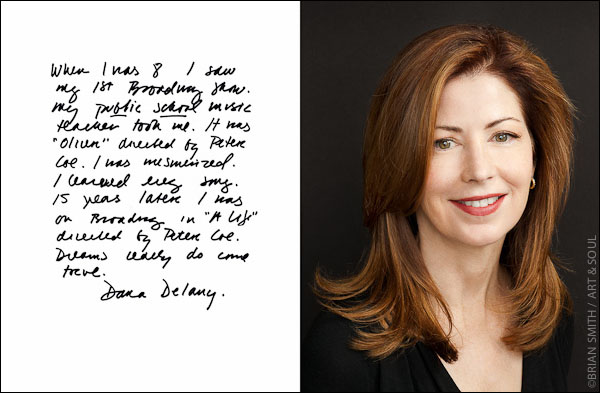 When I was 8 I saw
my 1st Broadway show.
My public school music
teacher took me. It was
"Oliver" directed by Peter
Coe. I was mesmerized.
I learned every song.
15 years later I was
on Broadway in "A Life"
directed by Peter Coe.
Dreams really do come
true.
Dana Delany.
©BRIAN SMITH / ART & SOUL